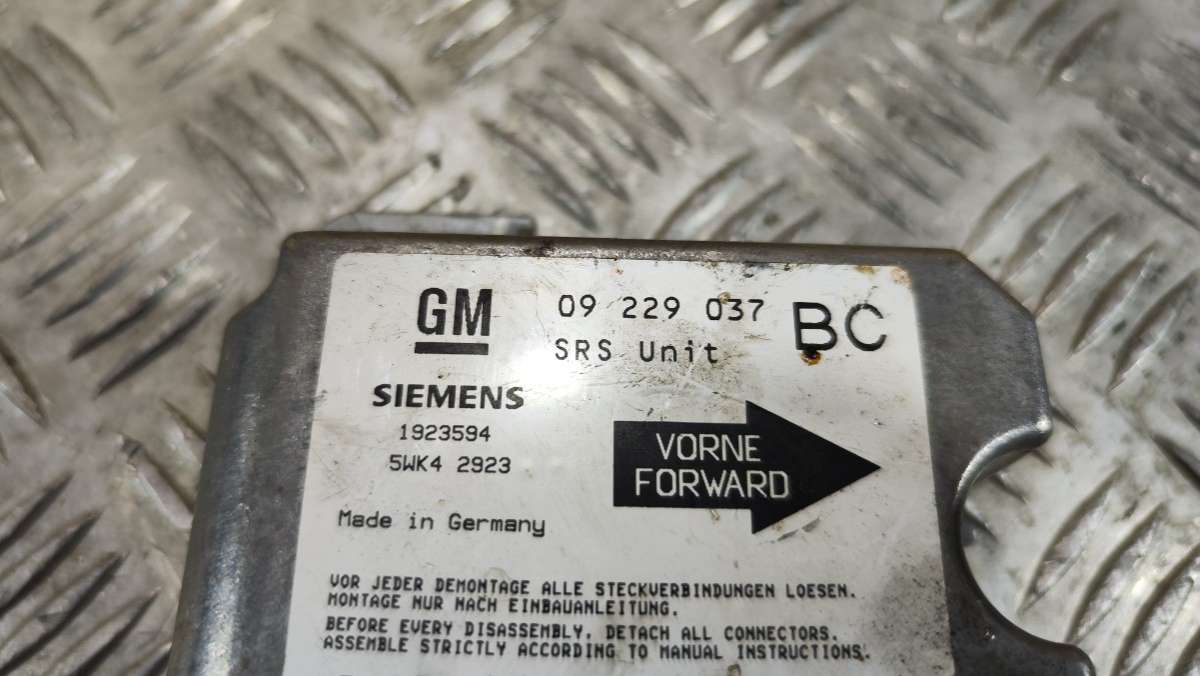 GM 09 229 037 BC
SRS Unit
SIEMENS
1923594
5WK4 2923
VORNE
FORWARD
Made in Germany
VOR JEDER DEMONTAGE ALLE STECKVERBINDUNGEN LOESEN.
MONTAGE NUR NACH EINBAUANLEITUNG.
BEFORE EVERY DISASSEMBLY, DETACH ALL CONNECTORS.
ASSEMBLE STRICTLY ACCORDING TO MANUAL INSTRUCTIONS.